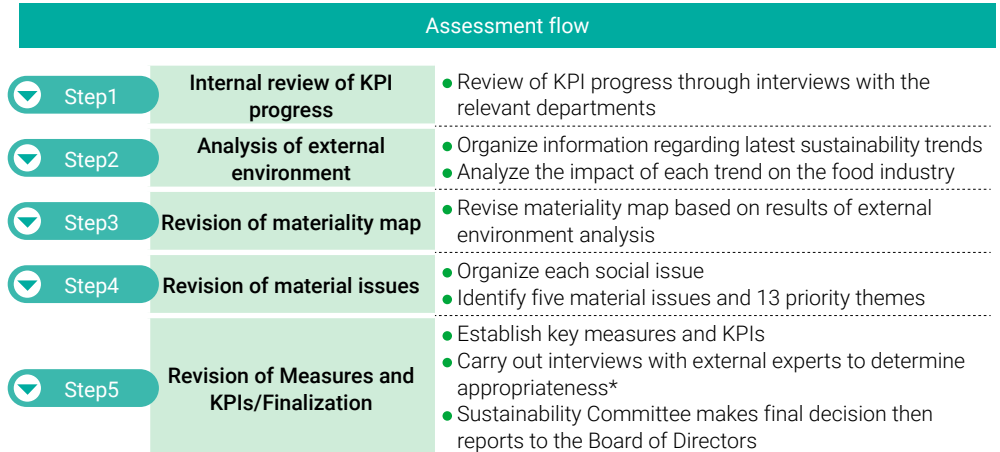 Assessment flow
Step1
Internal review of KPI
progress
● Review of KPI progress through interviews with the
relevant departments
Step2
Analysis of external
environment
● Organize information regarding latest sustainability trends
● Analyze the impact of each trend on the food industry
Step3
Revision of materiality map
● Revise materiality map based on results of external
environment analysis
Step4
Revision of material issues
● Organize each social issue
● Identify five material issues and 13 priority themes
Step5
Revision of Measures and
KPIs/Finalization
● Establish key measures and KPIs
● Carry out interviews with external experts to determine
appropriateness*
● Sustainability Committee makes final decision then
reports to the Board of Directors